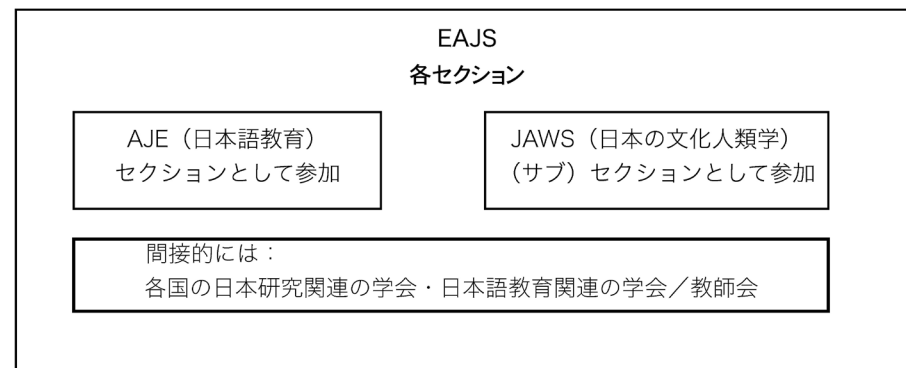 EAJS
各セクション
AJE（日本語教育）
セクションとして参加
JAWS（日本の文化人類学）
（サブ）セクションとして参加
間接的には：
各国の日本研究関連の学会・日本語教育関連の学会／教師会